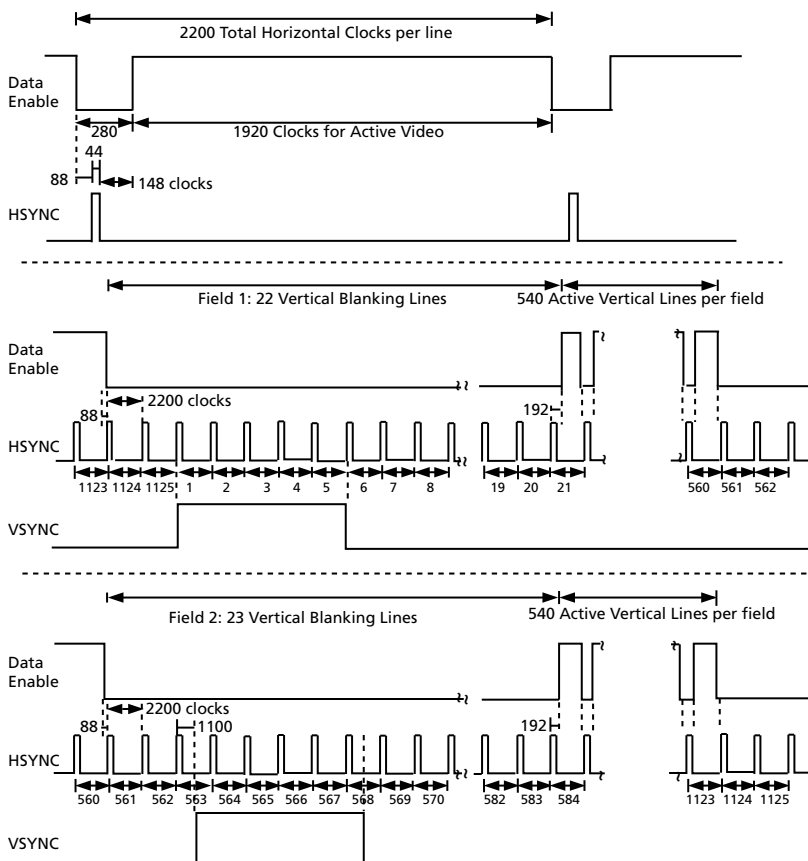 2200 Total Horizontal Clocks per line
Data
Enable
280
1920 Clocks for Active Video
44
88
148 clocks
HSYNC
Field 1: 22 Vertical Blanking Lines
540 Active Vertical Lines per field
Data
Enable
2200 clocks
88
192
HSYNC
1123 1124 1125 1 2 3 4 5 6 7 8 19 20 21 560 561 562
VSYNC
Field 2: 23 Vertical Blanking Lines
540 Active Vertical Lines per field
Data
Enable
2200 clocks
88
1100
192
HSYNC
560 561 562 563 564 565 566 567 568 569 570 582 583 584 1123 1124 1125
VSYNC